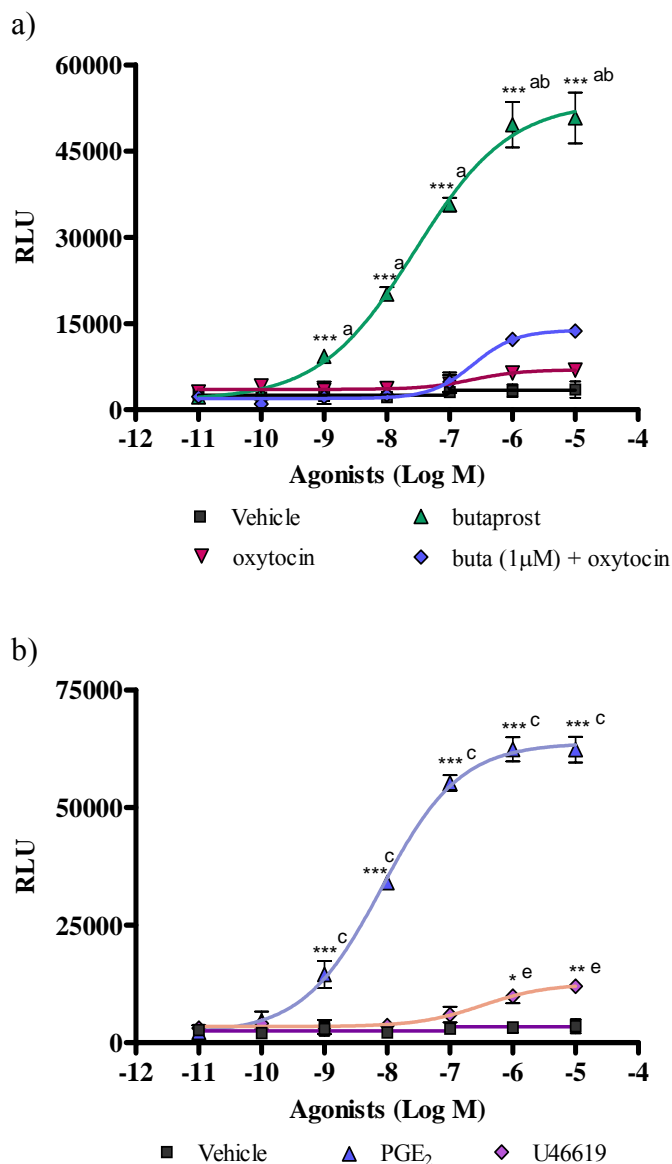 a)
60000
*** ab *** ab
45000
*** a
30000
RLU
*** a
15000
*** a
0
-12 -11 -10 -9 -8 -7 -6 -5 -4
Agonists (Log M)
Vehicle butaprost
oxytocin buta (1μM) + oxytocin
b)
75000
*** c *** c
*** c
50000
RLU
*** c
25000
*** c
* e ** e
0
-12 -11 -10 -9 -8 -7 -6 -5 -4
Agonists (Log M)
Vehicle PGE₂ U46619